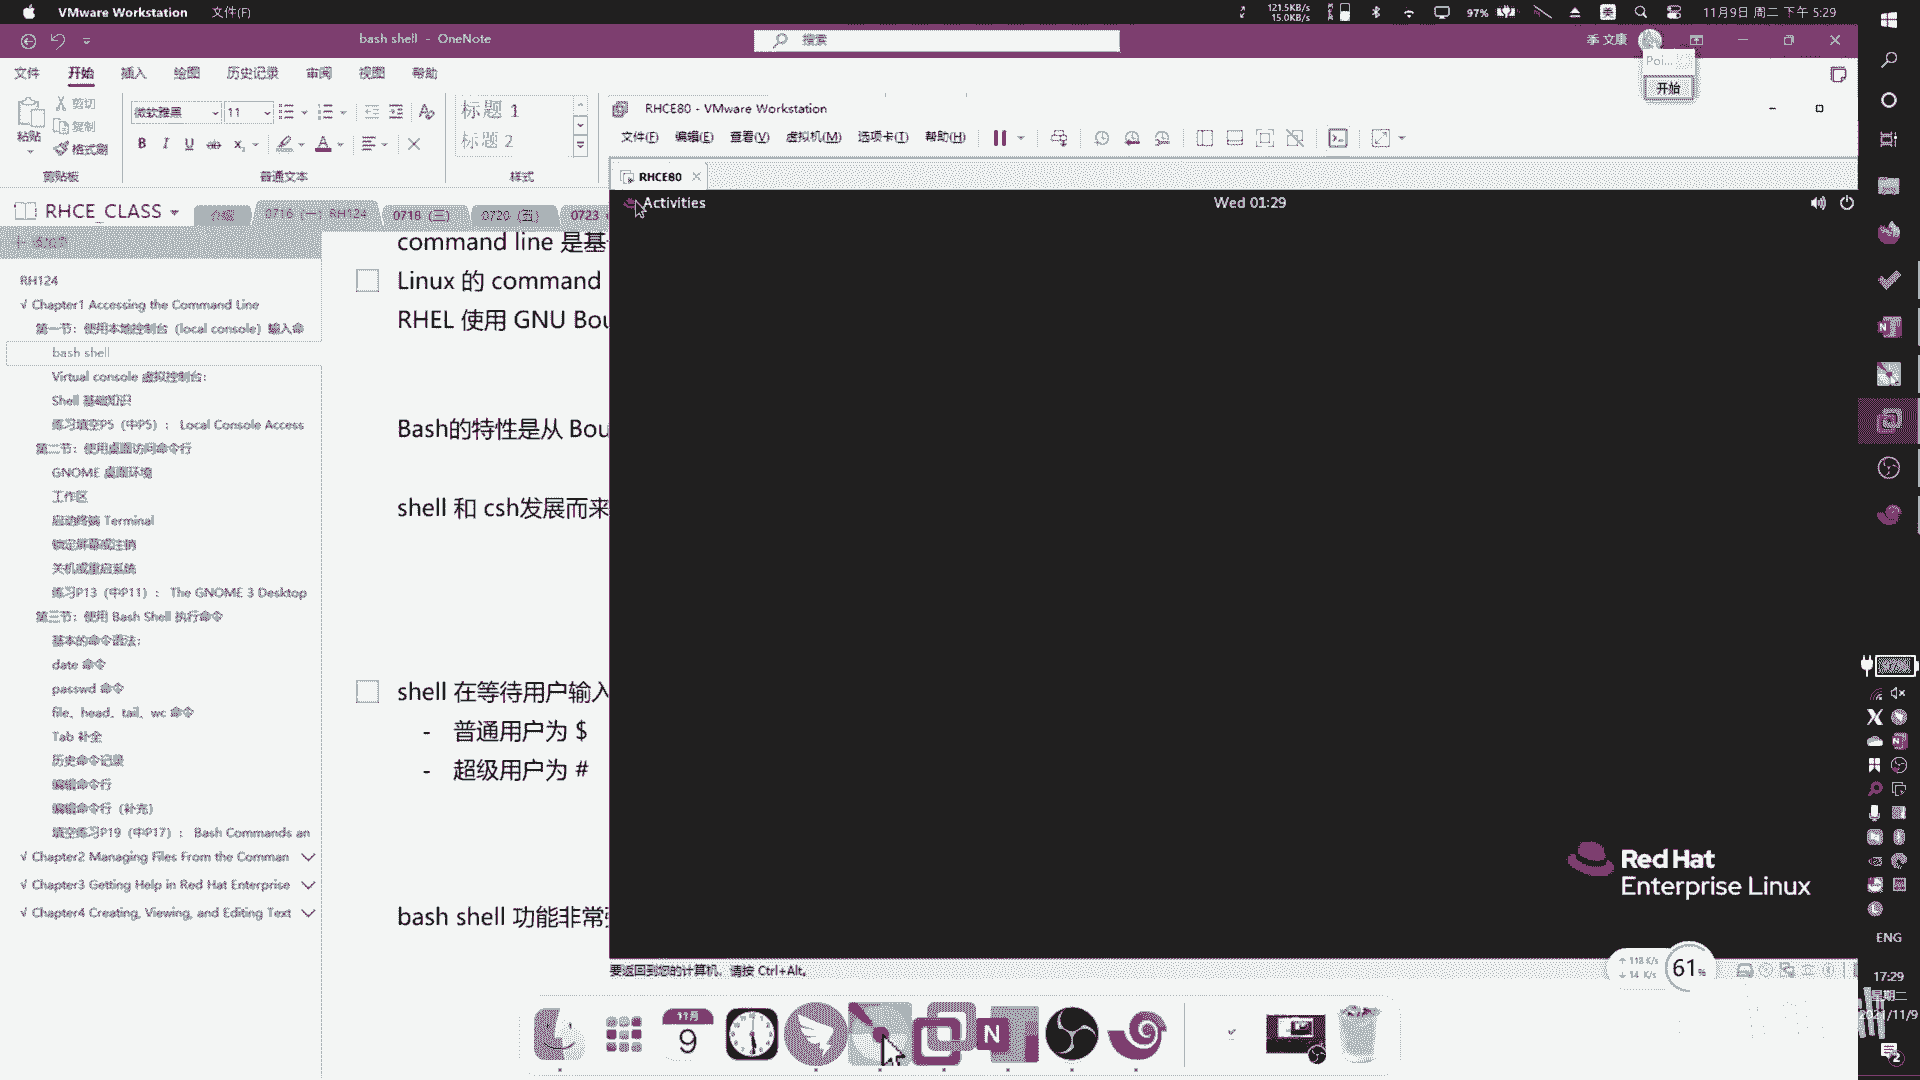 VMware Workstation 文件(F)
121.5KB/s
15.0KB/s
97%
美
11月9日 周二 下午 5:29
bash shell - OneNote
搜索
季 文康
文件 开始 插入 绘图 历史记录 审阅 视图 帮助
Poi...
开始
粘贴
剪切
复制
格式刷
微软雅黑 11
B I U ab x
标题 1
标题 2
剪贴板 普通文本 样式
RHCE80 - VMware Workstation
文件(F) 编辑(E) 查看(V) 虚拟机(M) 选项卡(T) 帮助(H)
RHCE80
RHCE_CLASS
介绍 0716 (一) RH124 0718 (三) 0720 (五) 0723
添加页
RH124
√ Chapter1 Accessing the Command Line
第一节：使用本地控制台（local console）输入命
bash shell
Virtual console 虚拟控制台：
Shell 基础知识
练习填空P5（中P5）： Local Console Access
第二节：使用桌面访问命令行
GNOME 桌面环境
工作区
启动终端 Terminal
锁定屏幕或注销
关机或重启系统
练习P13（中P11）： The GNOME 3 Desktop
第三节：使用 Bash Shell 执行命令
基本的命令语法：
date 命令
passwd 命令
file、head、tail、wc 命令
Tab 补全
历史命令记录
编辑命令行
编辑命令行（补充）
填空练习P19（中P17）： Bash Commands an
√ Chapter2 Managing Files From the Comman
√ Chapter3 Getting Help in Red Hat Enterprise
√ Chapter4 Creating, Viewing, and Editing Text
command line 是基
Linux 的 command
RHEL 使用 GNU Bou
Bash的特性是从 Bou
shell 和 csh发展而来
shell 在等待用户输入
- 普通用户为 $
- 超级用户为 #
bash shell 功能非常强
Activities
Wed 01:29
Red Hat
Enterprise Linux
要返回到您的计算机，请按 Ctrl+Alt。
118 K/s
14 K/s
61%
11月
9
N
97%
ENG
17:29
星期二
2021/11/9
2